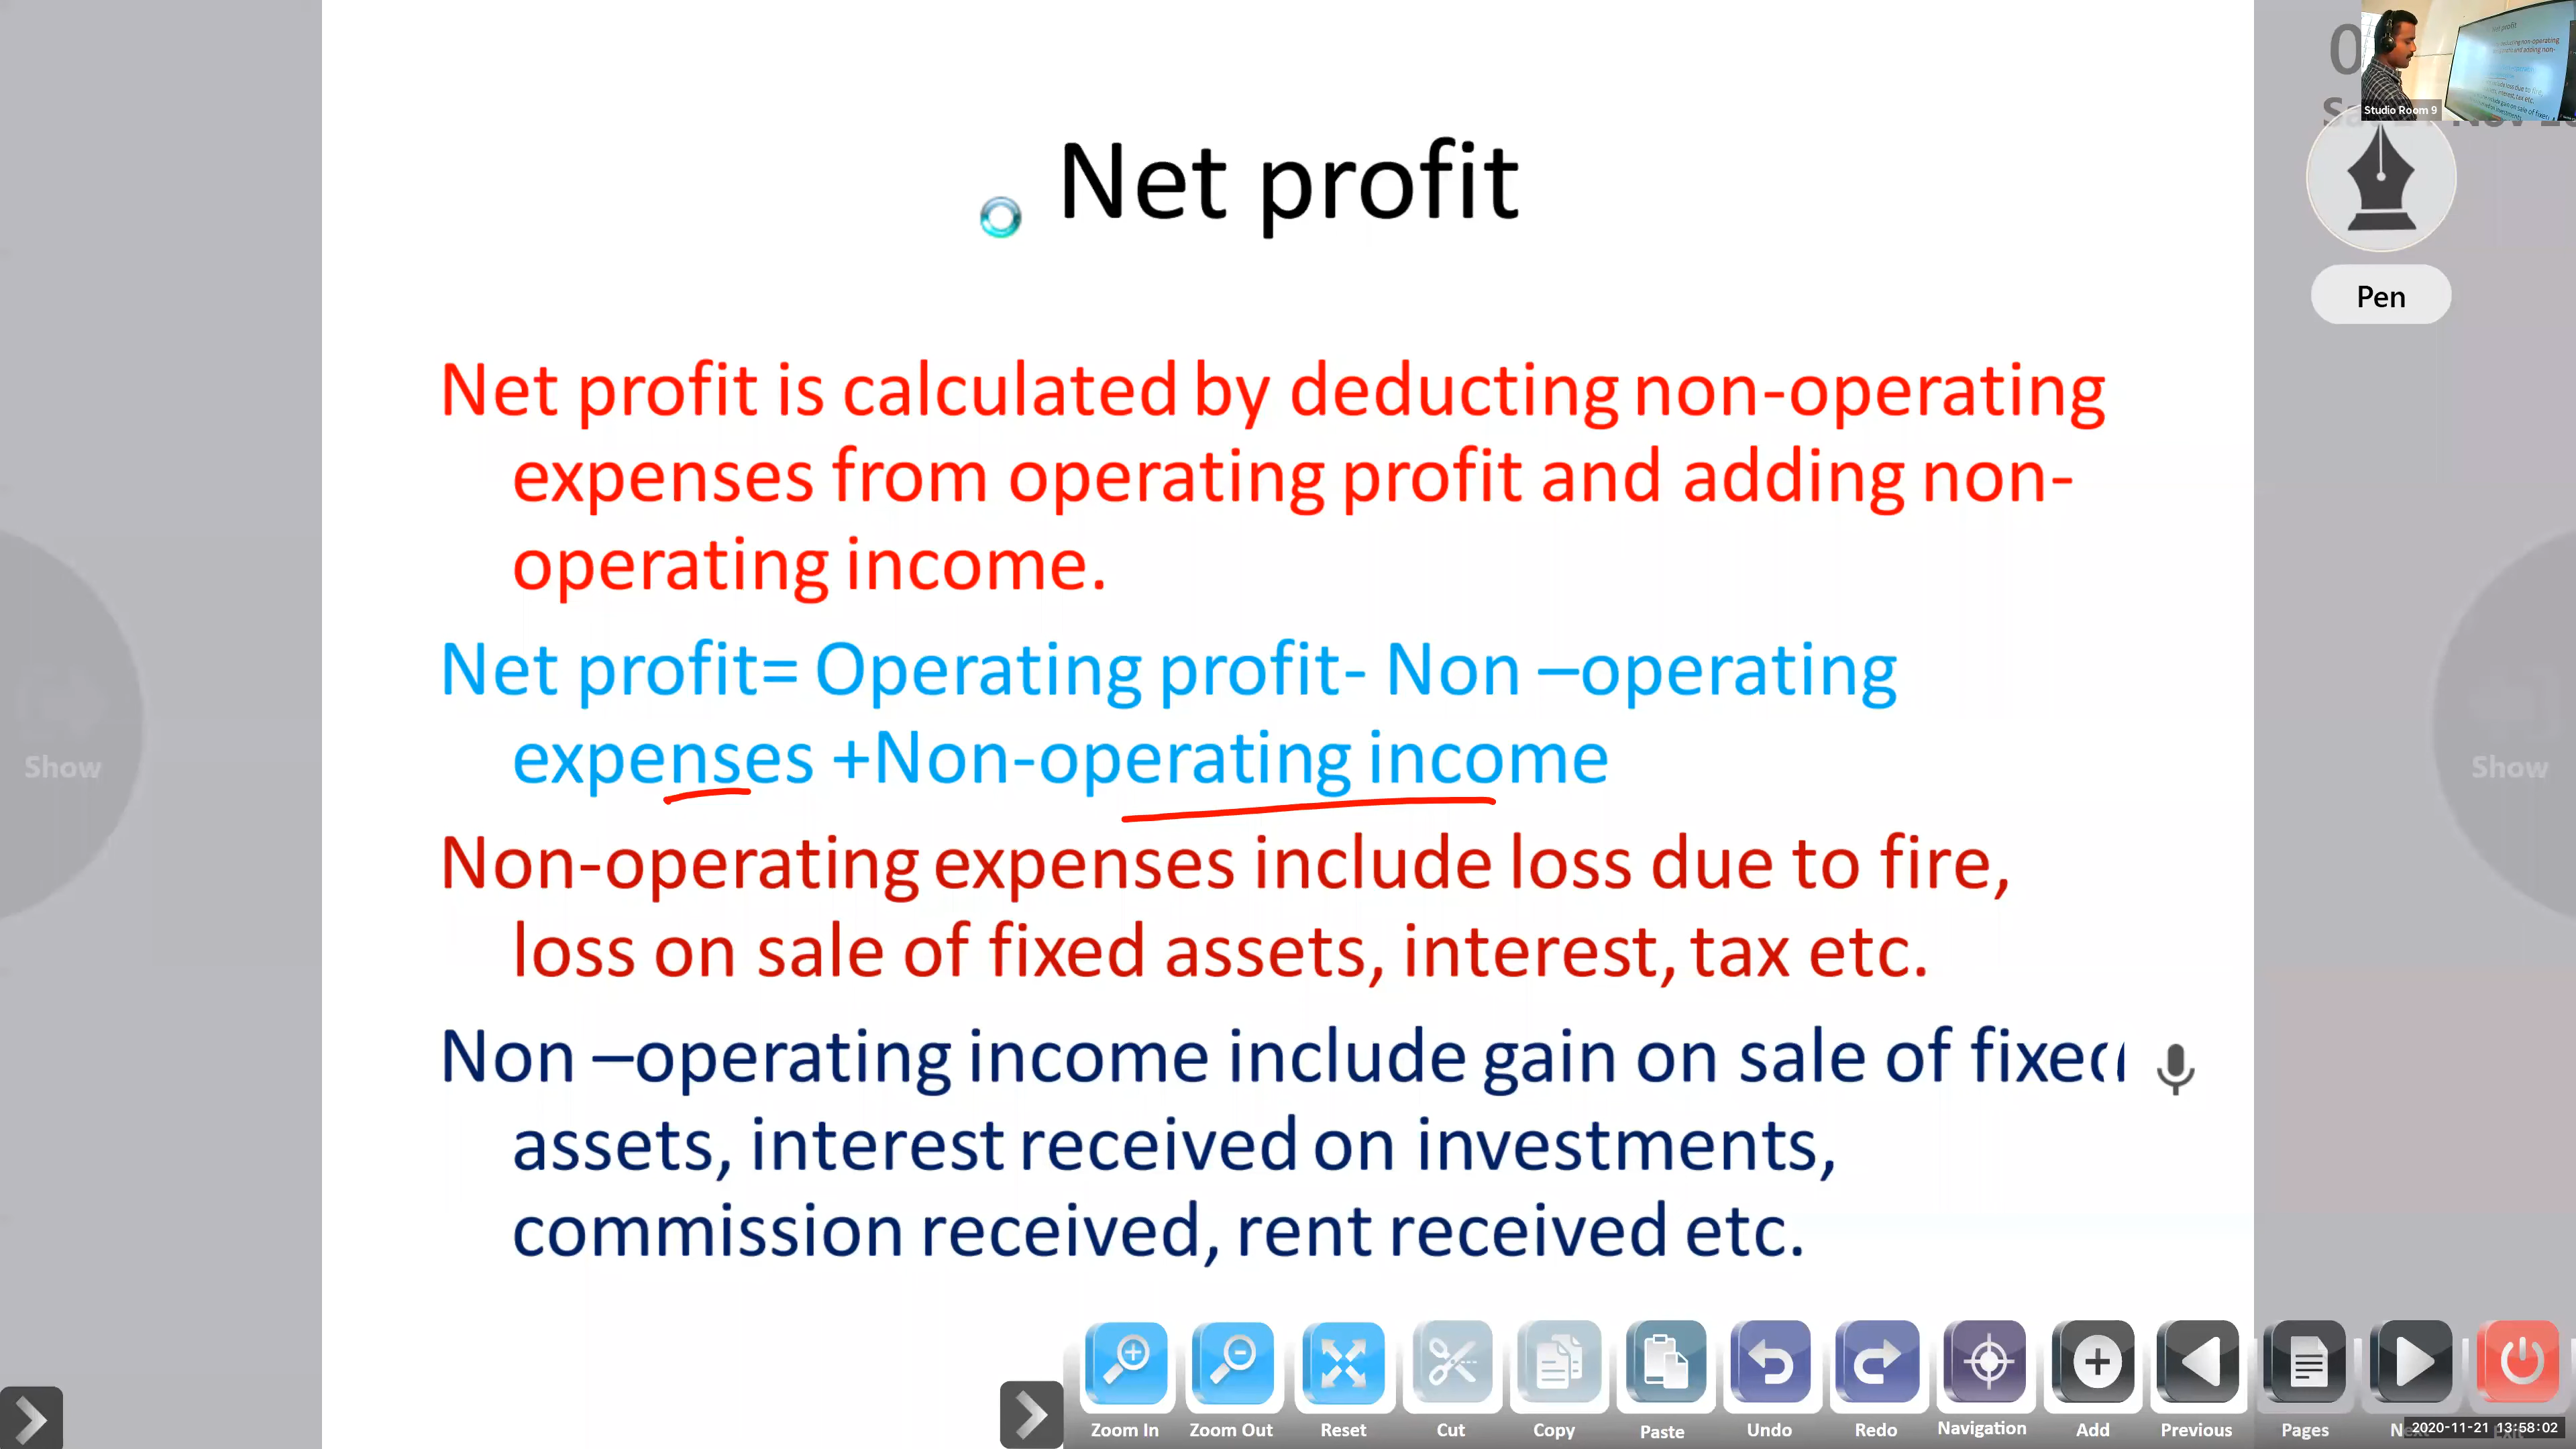 Net profit
Studio Room 9
Pen
Net profit is calculated by deducting non-operating
expenses from operating profit and adding non-
operating income.
Net profit= Operating profit- Non –operating
expenses +Non-operating income
Show
Show
Non-operating expenses include loss due to fire,
loss on sale of fixed assets, interest, tax etc.
Non –operating income include gain on sale of fixed
assets, interest received on investments,
commission received, rent received etc.
Zoom In
Zoom Out
Reset
Cut
Copy
Paste
Undo
Redo
Navigation
Add
Previous
Pages
2020-11-21 13:58:02